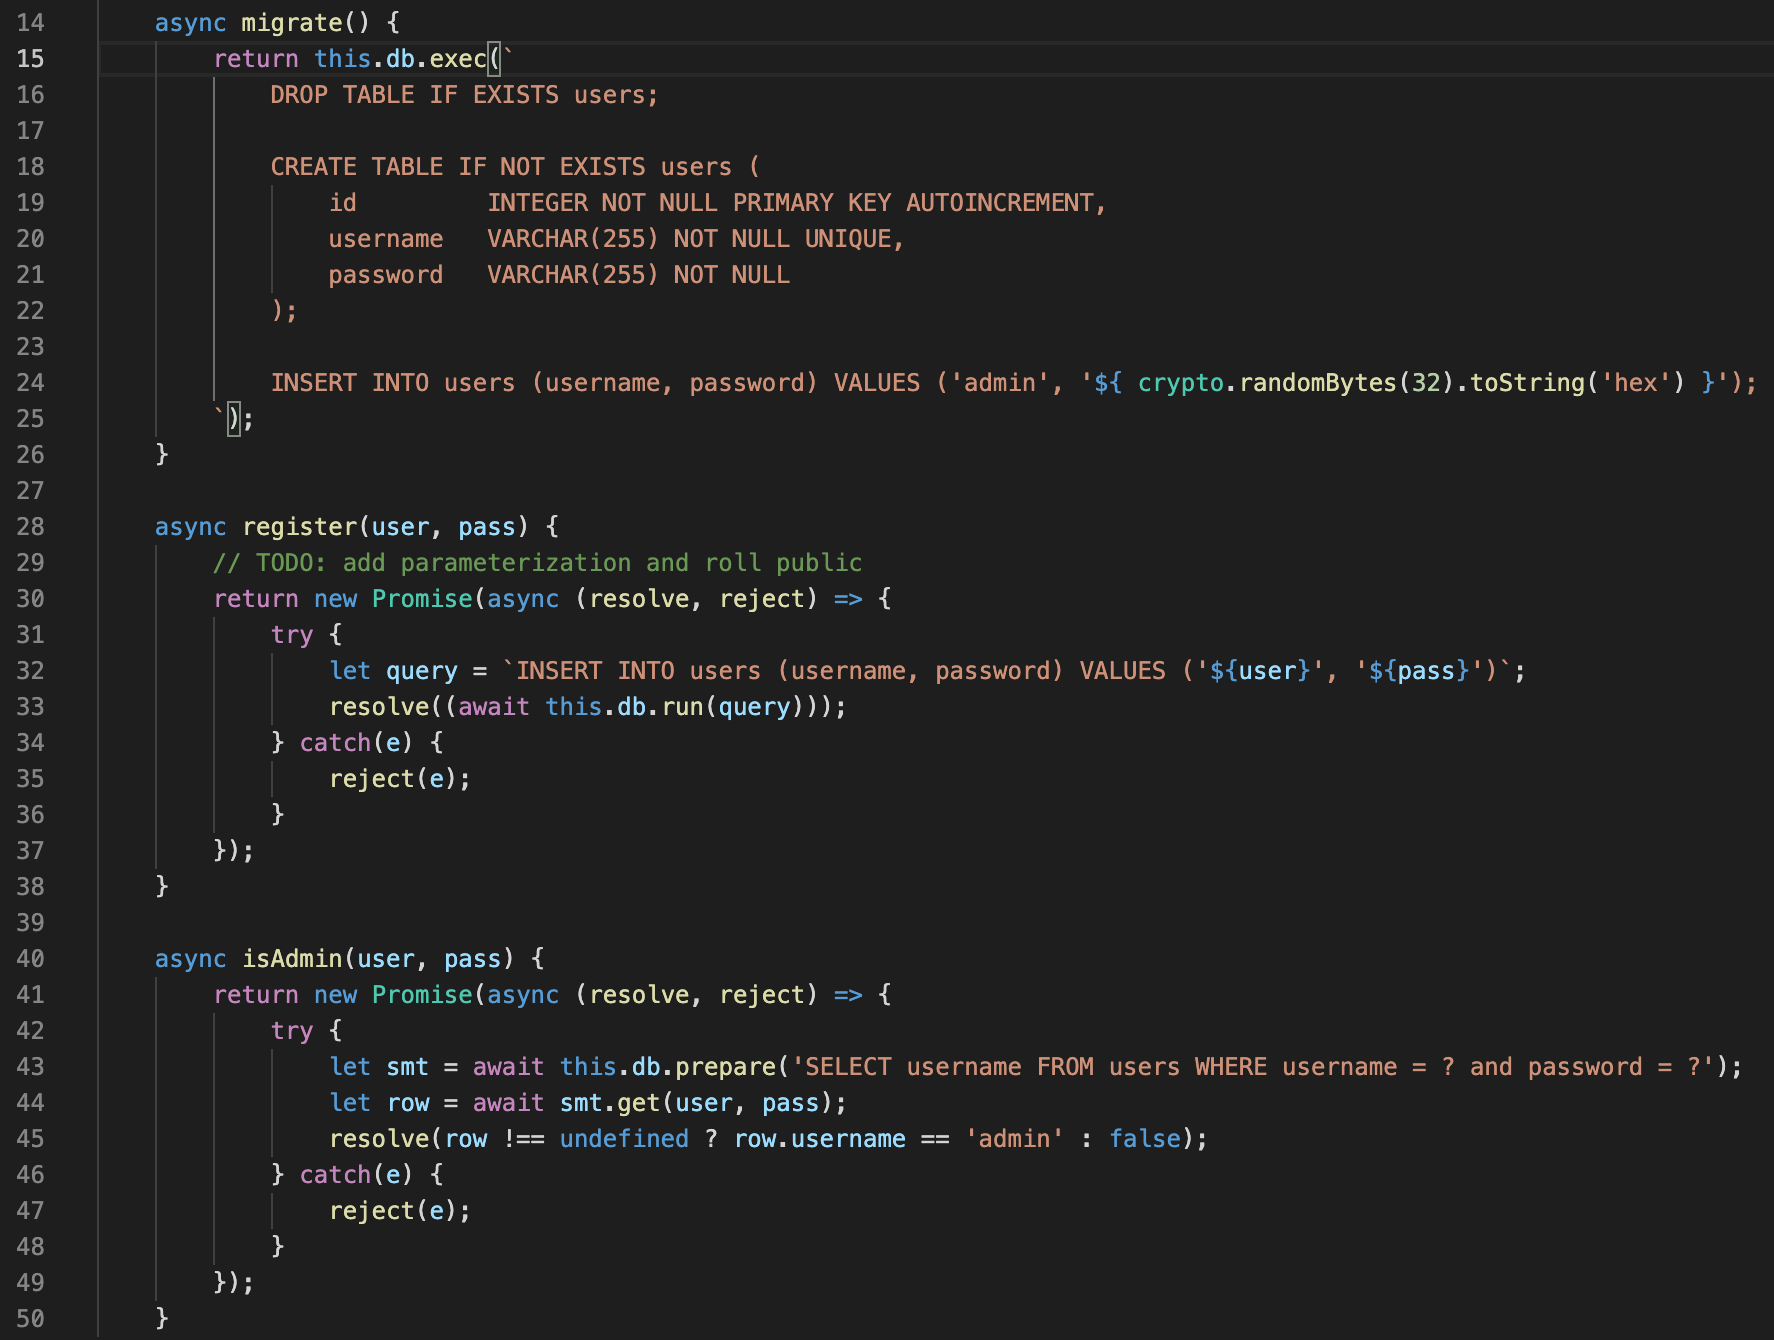 14 async migrate() {
15 return this.db.exec(`
16 DROP TABLE IF EXISTS users;
17
18 CREATE TABLE IF NOT EXISTS users (
19 id INTEGER NOT NULL PRIMARY KEY AUTOINCREMENT,
20 username VARCHAR(255) NOT NULL UNIQUE,
21 password VARCHAR(255) NOT NULL
22 );
23
24 INSERT INTO users (username, password) VALUES ('admin', '${ crypto.randomBytes(32).toString('hex') }');
25 `);
26 }
27
28 async register(user, pass) {
29 // TODO: add parameterization and roll public
30 return new Promise(async (resolve, reject) => {
31 try {
32 let query = `INSERT INTO users (username, password) VALUES ('${user}', '${pass}')`;
33 resolve((await this.db.run(query)));
34 } catch(e) {
35 reject(e);
36 }
37 });
38 }
39
40 async isAdmin(user, pass) {
41 return new Promise(async (resolve, reject) => {
42 try {
43 let smt = await this.db.prepare('SELECT username FROM users WHERE username = ? and password = ?');
44 let row = await smt.get(user, pass);
45 resolve(row !== undefined ? row.username == 'admin' : false);
46 } catch(e) {
47 reject(e);
48 }
49 });
50 }